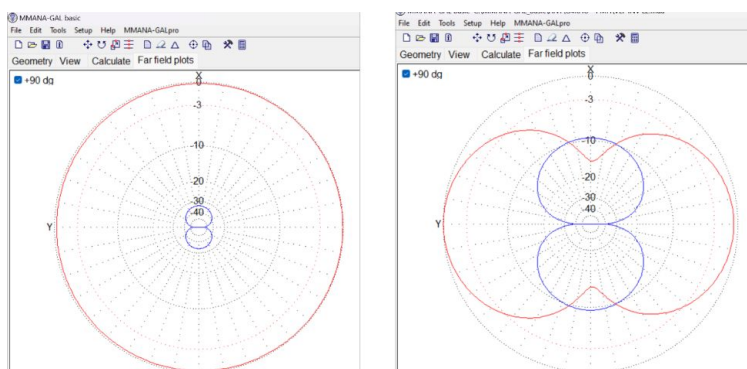 MMANA-GAL basic
File Edit Tools Setup Help MMANA-GALpro
Geometry View Calculate Far field plots
+90 dg
X
0
-3
-10
-20
-30
-40
Y
File Edit Tools Setup Help MMANA-GALpro
Geometry View Calculate Far field plots
+90 dg
X
0
-3
-10
-20
-30
-40
Y